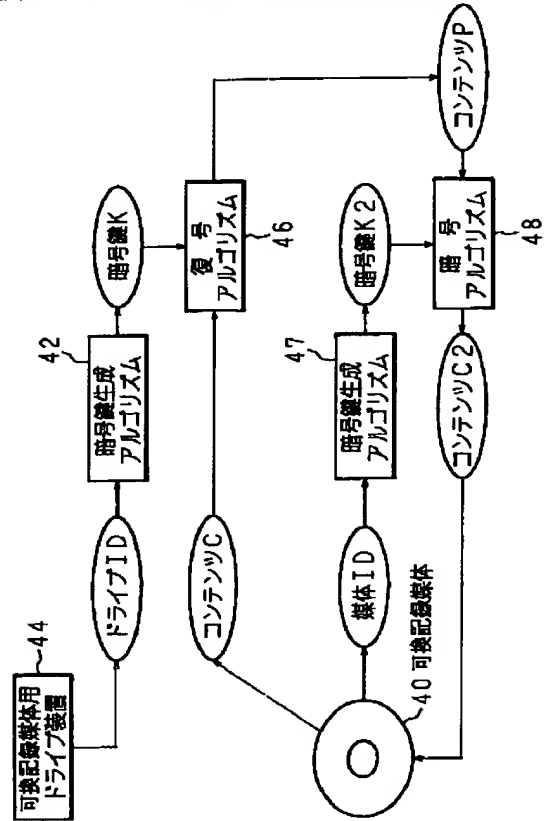 44
可換記録媒体用
ドライブ装置
ドライブID
42
暗号鍵生成
アルゴリズム
暗号鍵K
コンテンツC
復号
アルゴリズム
46
40 可換記録媒体
媒体ID
47
暗号鍵生成
アルゴリズム
暗号鍵K2
コンテンツP
暗号
アルゴリズム
48
コンテンツC2